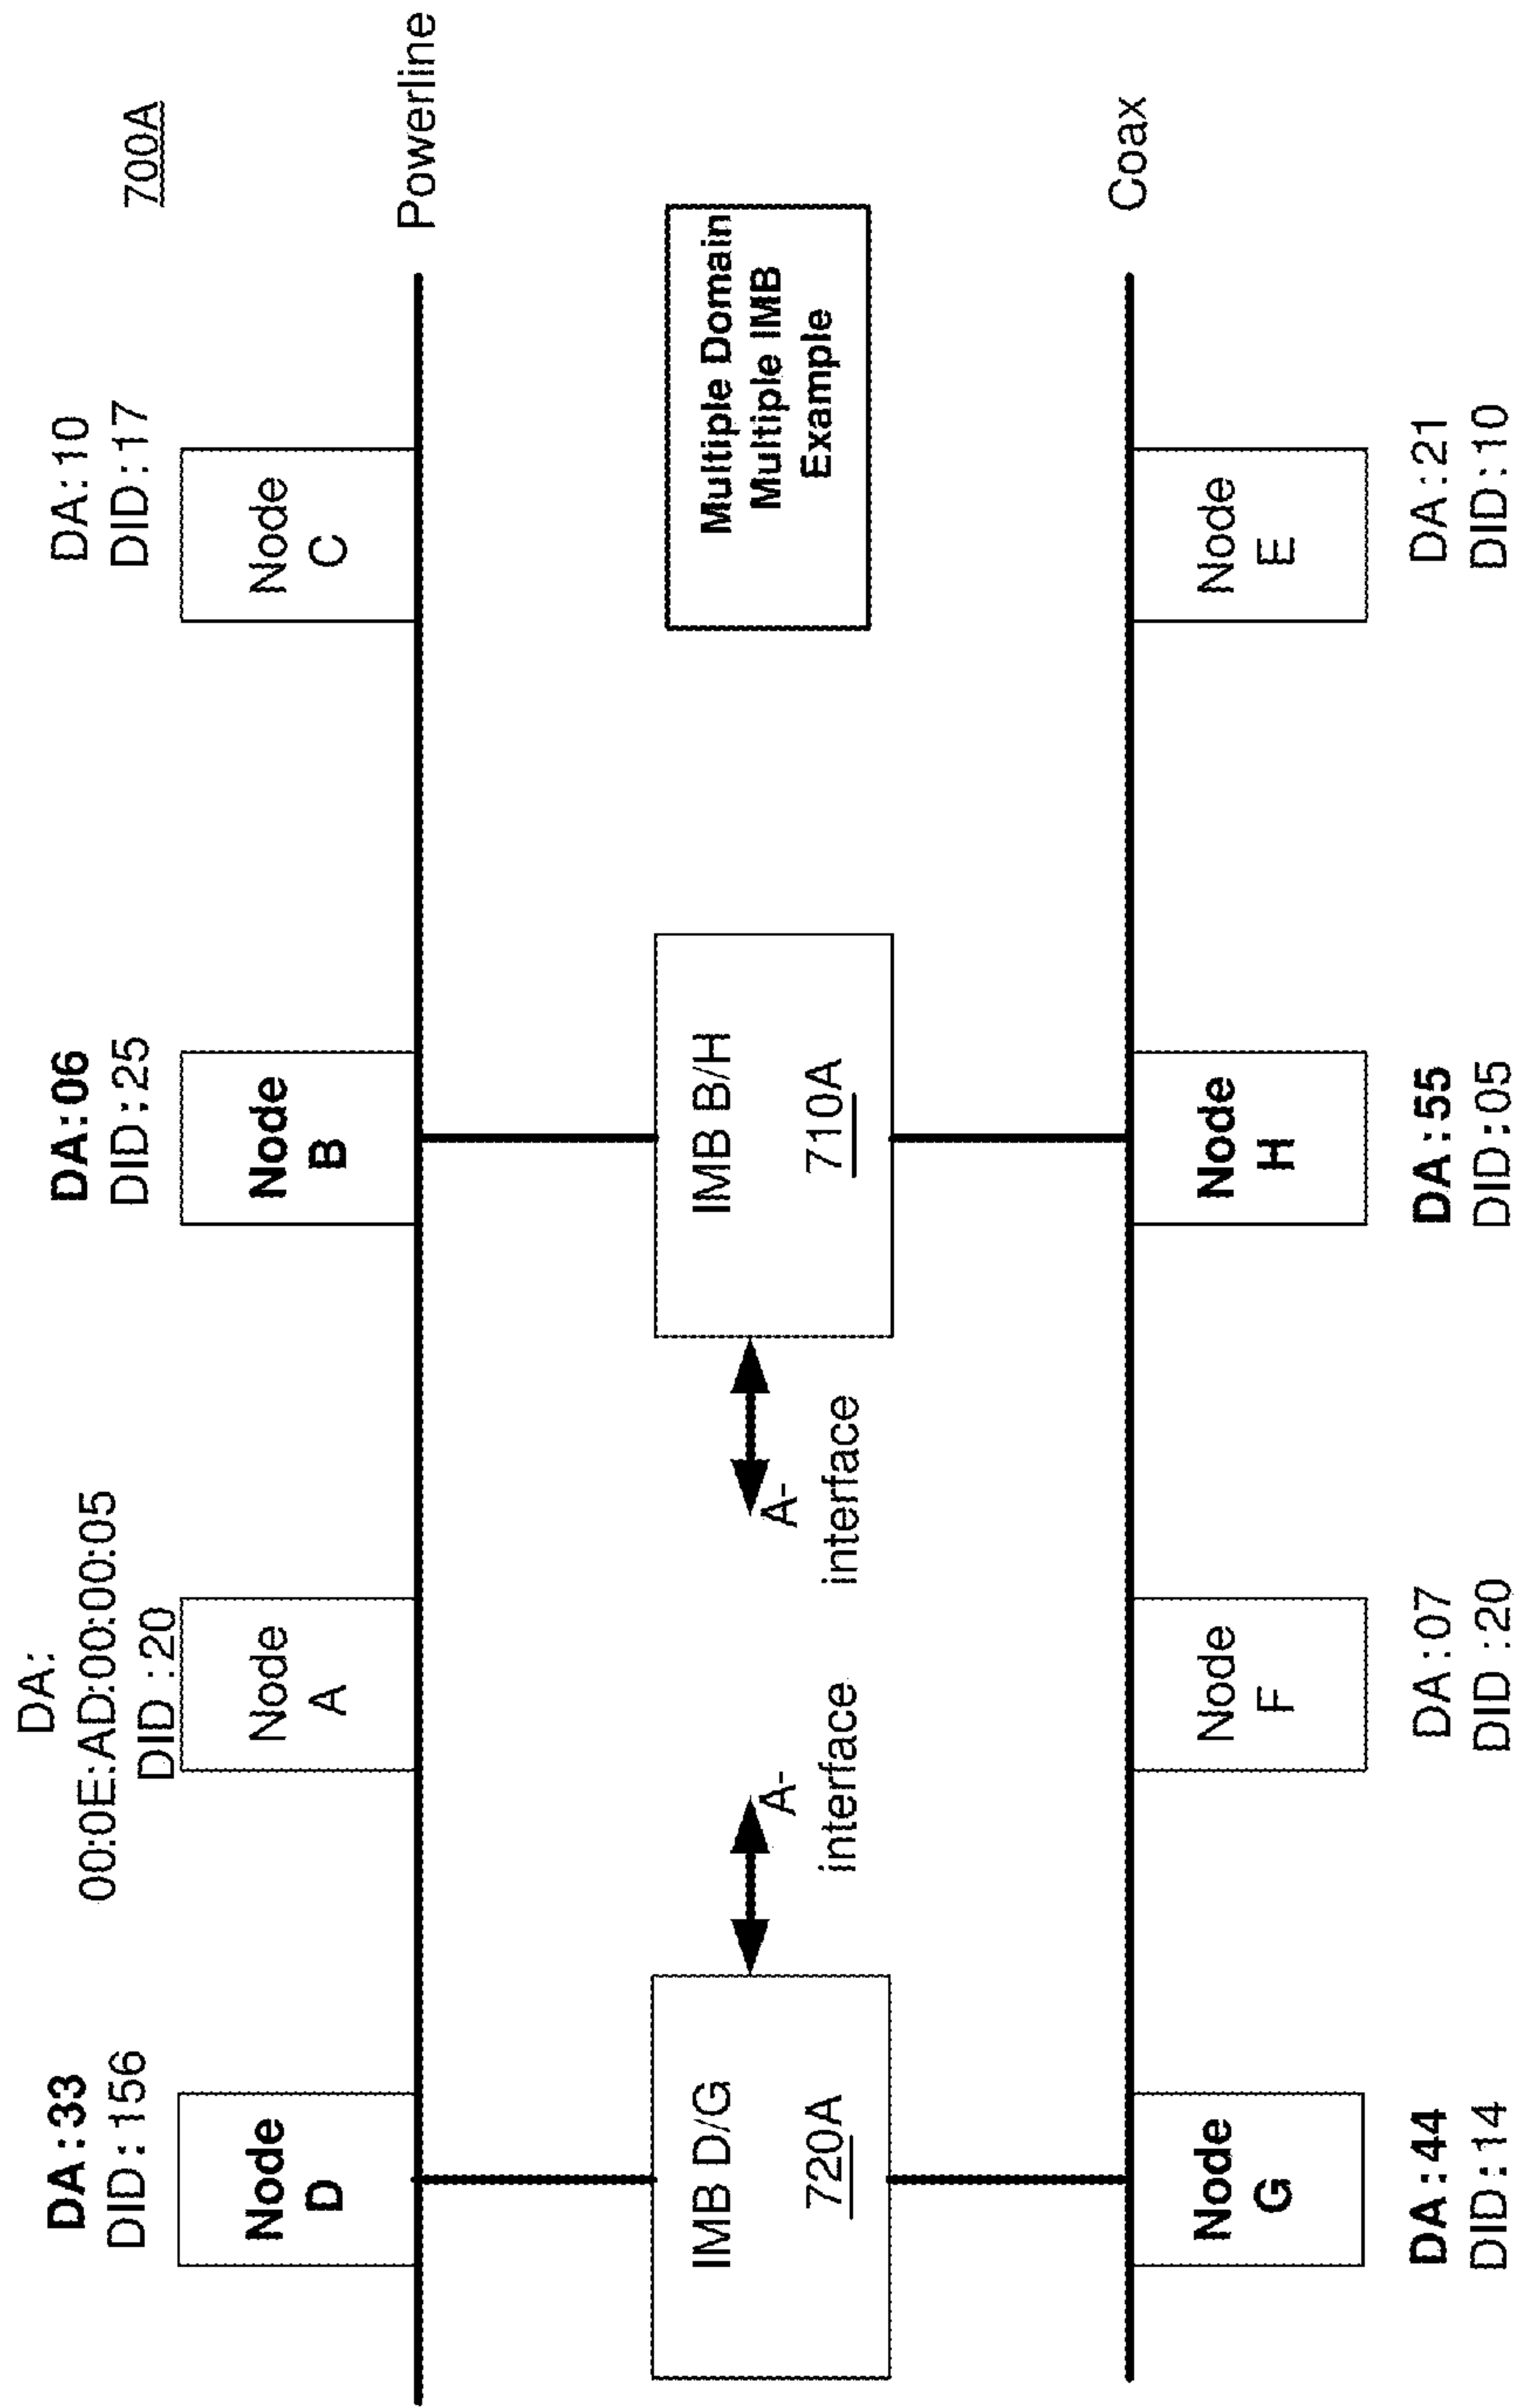 700A
DA:33
DID:156
DA:
00:0E:AD:00:00:05
DID :20
DA:06
DID:25
DA:10
DID:17
Node
D
Node
A
Node
B
Node
C
Powerline
IMB D/G
720A
A-
interface
A-
interface
IMB B/H
710A
Multiple Domain
Multiple IMB
Example
Coax
Node
G
Node
F
Node
H
Node
E
DA:44
DID:14
DA:07
DID :20
DA:55
DID:05
DA:21
DID:10